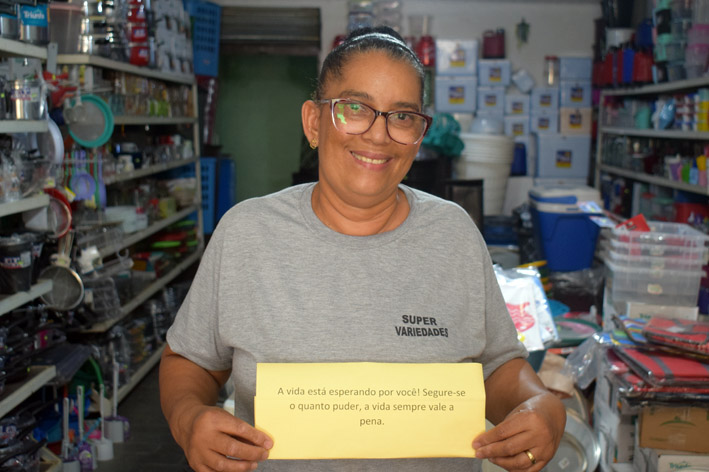 SUPER
VARIEDADES
A vida está esperando por você! Segure-se
o quanto puder, a vida sempre vale a
pena.